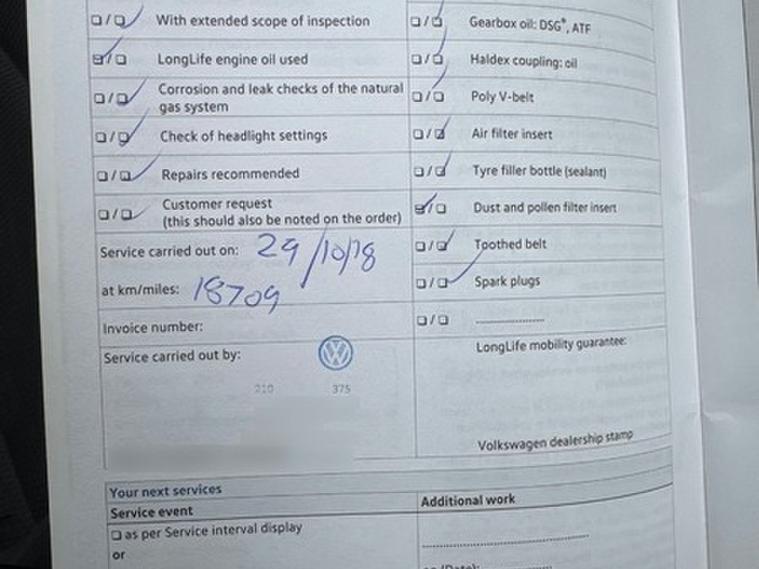 ☐/☑ With extended scope of inspection
☑/☐ LongLife engine oil used
☐/☑ Corrosion and leak checks of the natural
gas system
☐/☑ Check of headlight settings
☐/☑ Repairs recommended
☐/☑ Customer request
(this should also be noted on the order)
Service carried out on: 29/10/18
at km/miles: 18709
Invoice number:
Service carried out by:
VW
210 375
☐/☑ Gearbox oil: DSG®, ATF
☐/☑ Haldex coupling: oil
☐/☑ Poly V-belt
☐/☑ Air filter insert
☐/☑ Tyre filler bottle (sealant)
☑/☐ Dust and pollen filter insert
☐/☑ Toothed belt
☐/☑ Spark plugs
☐/☐ ....................
LongLife mobility guarantee:
Volkswagen dealership stamp
Your next services
Service event
☐ as per Service interval display
or
Additional work